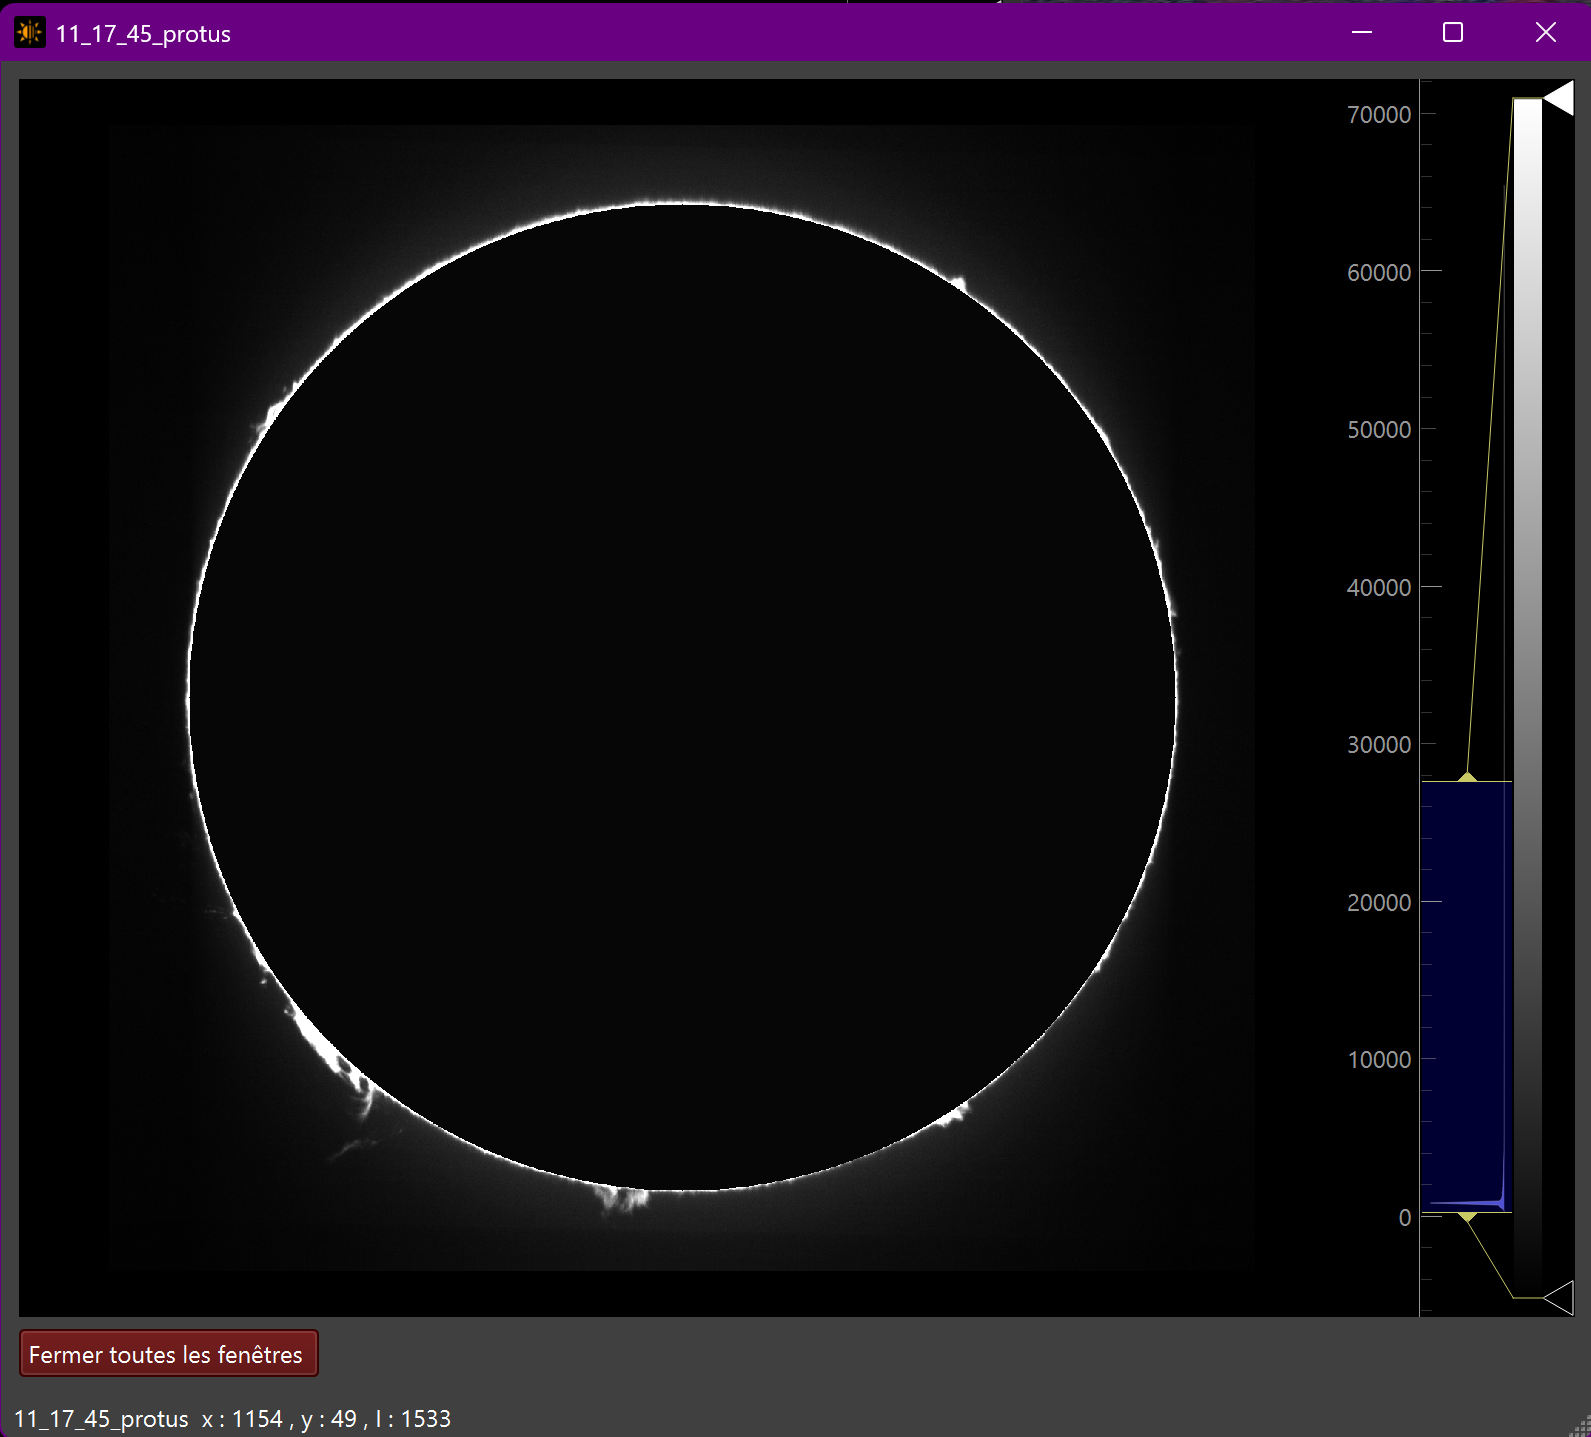 11_17_45_protus
70000
60000
50000
40000
30000
20000
10000
0
Fermer toutes les fenêtres
11_17_45_protus x : 1154 , y : 49 , I : 1533